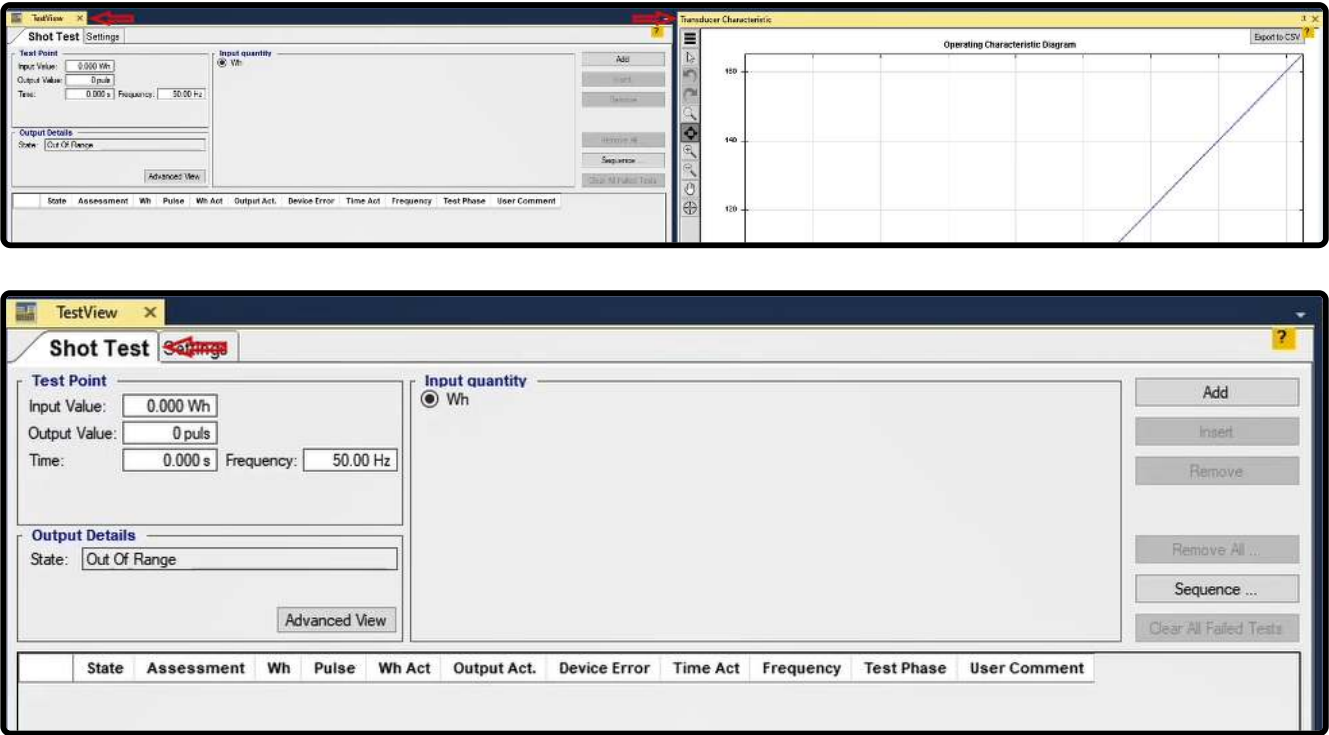 TestView
Transducer Characteristic
Shot Test Settings
?
Export to CSV
?
Test Point
Input Value: 0.000 Wh
Output Value: 0 puls
Time: 0.000 s Frequency: 50.00 Hz
Input quantity
Wh
Add
Insert
Remove
Output Details
State: Out Of Range
Advanced View
Remove All ...
Sequence ...
Clear All Failed Tests
State Assessment Wh Pulse Wh Act Output Act. Device Error Time Act Frequency Test Phase User Comment
Operating Characteristic Diagram
160
140
120
TestView
Shot Test Settings
?
Test Point
Input Value: 0.000 Wh
Output Value: 0 puls
Time: 0.000 s Frequency: 50.00 Hz
Input quantity
Wh
Add
Insert
Remove
Output Details
State: Out Of Range
Advanced View
Remove All ...
Sequence ...
Clear All Failed Tests
State Assessment Wh Pulse Wh Act Output Act. Device Error Time Act Frequency Test Phase User Comment